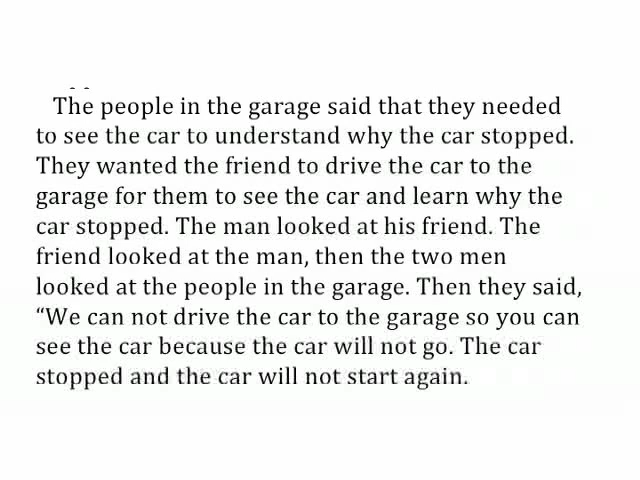 The people in the garage said that they needed
to see the car to understand why the car stopped.
They wanted the friend to drive the car to the
garage for them to see the car and learn why the
car stopped. The man looked at his friend. The
friend looked at the man, then the two men
looked at the people in the garage. Then they said,
“We can not drive the car to the garage so you can
see the car because the car will not go. The car
stopped and the car will not start again.